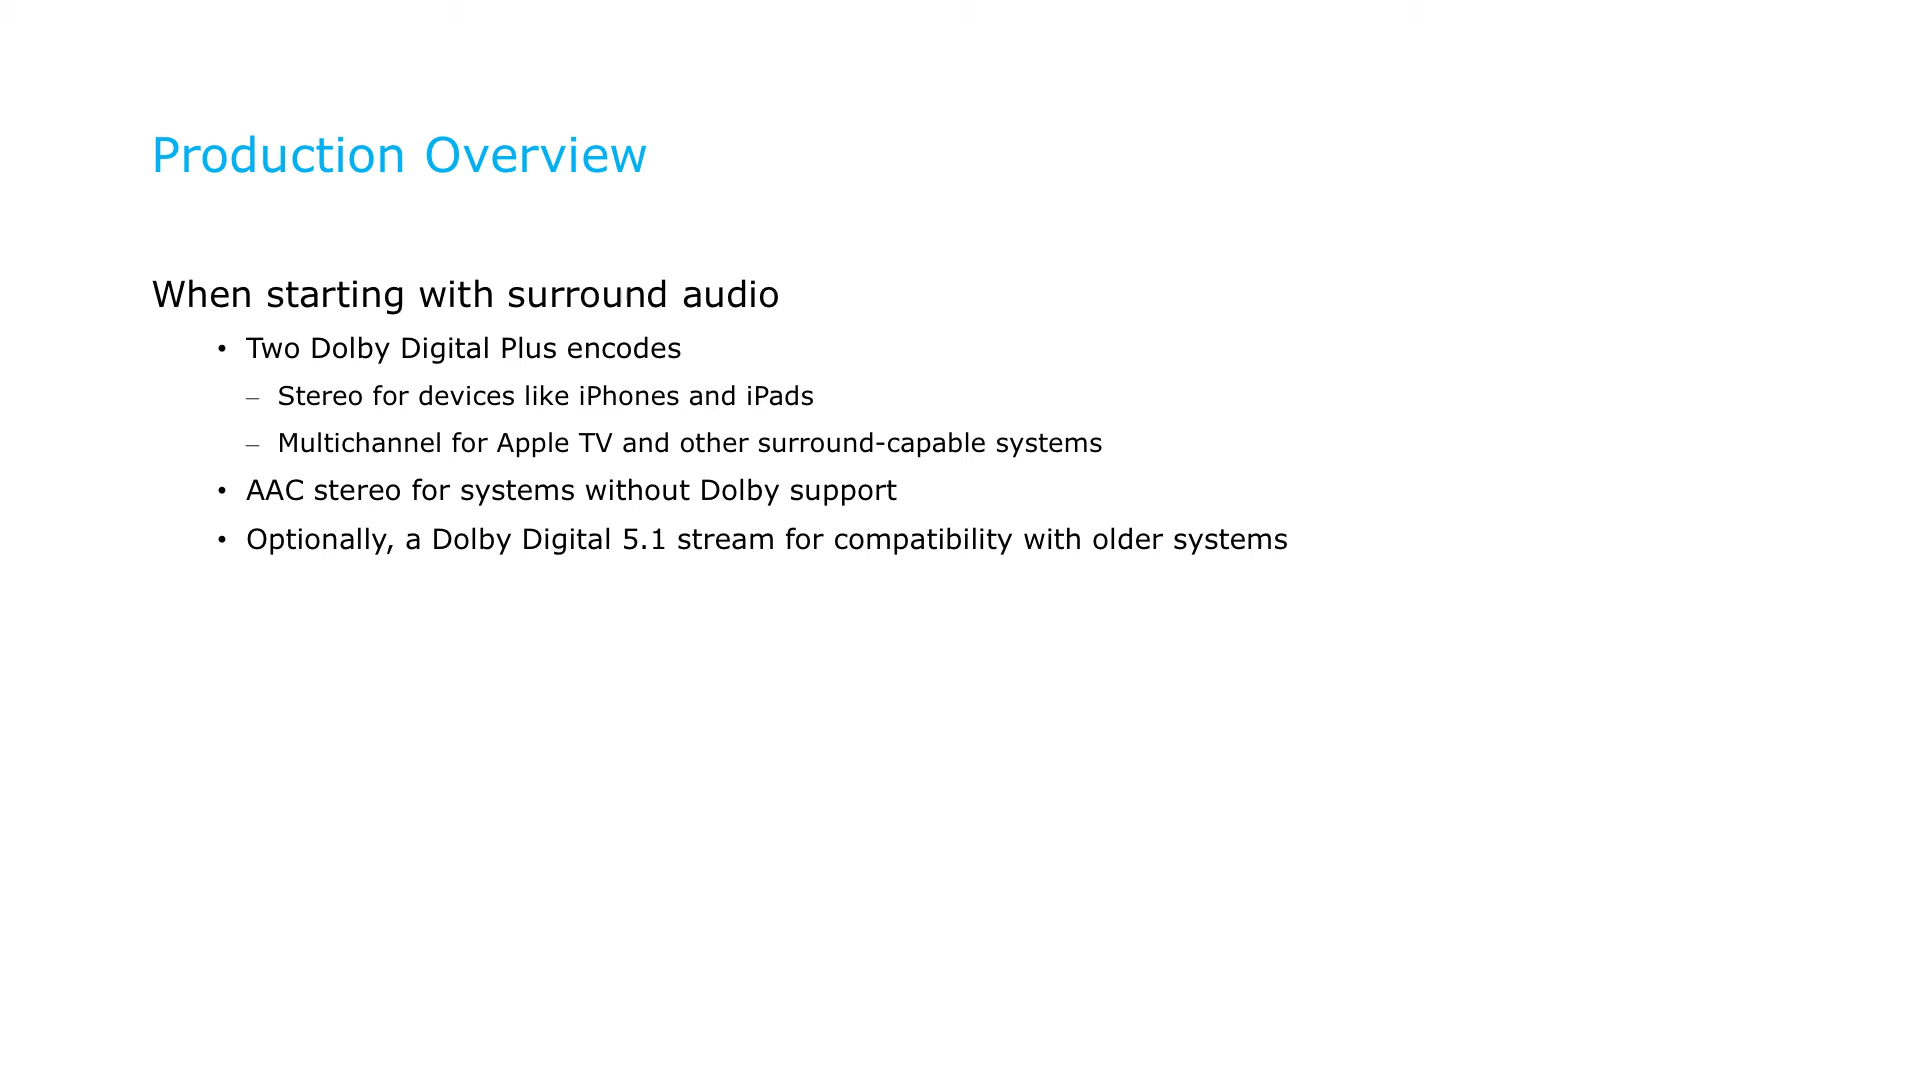 Production Overview
When starting with surround audio
• Two Dolby Digital Plus encodes
– Stereo for devices like iPhones and iPads
– Multichannel for Apple TV and other surround-capable systems
• AAC stereo for systems without Dolby support
• Optionally, a Dolby Digital 5.1 stream for compatibility with older systems